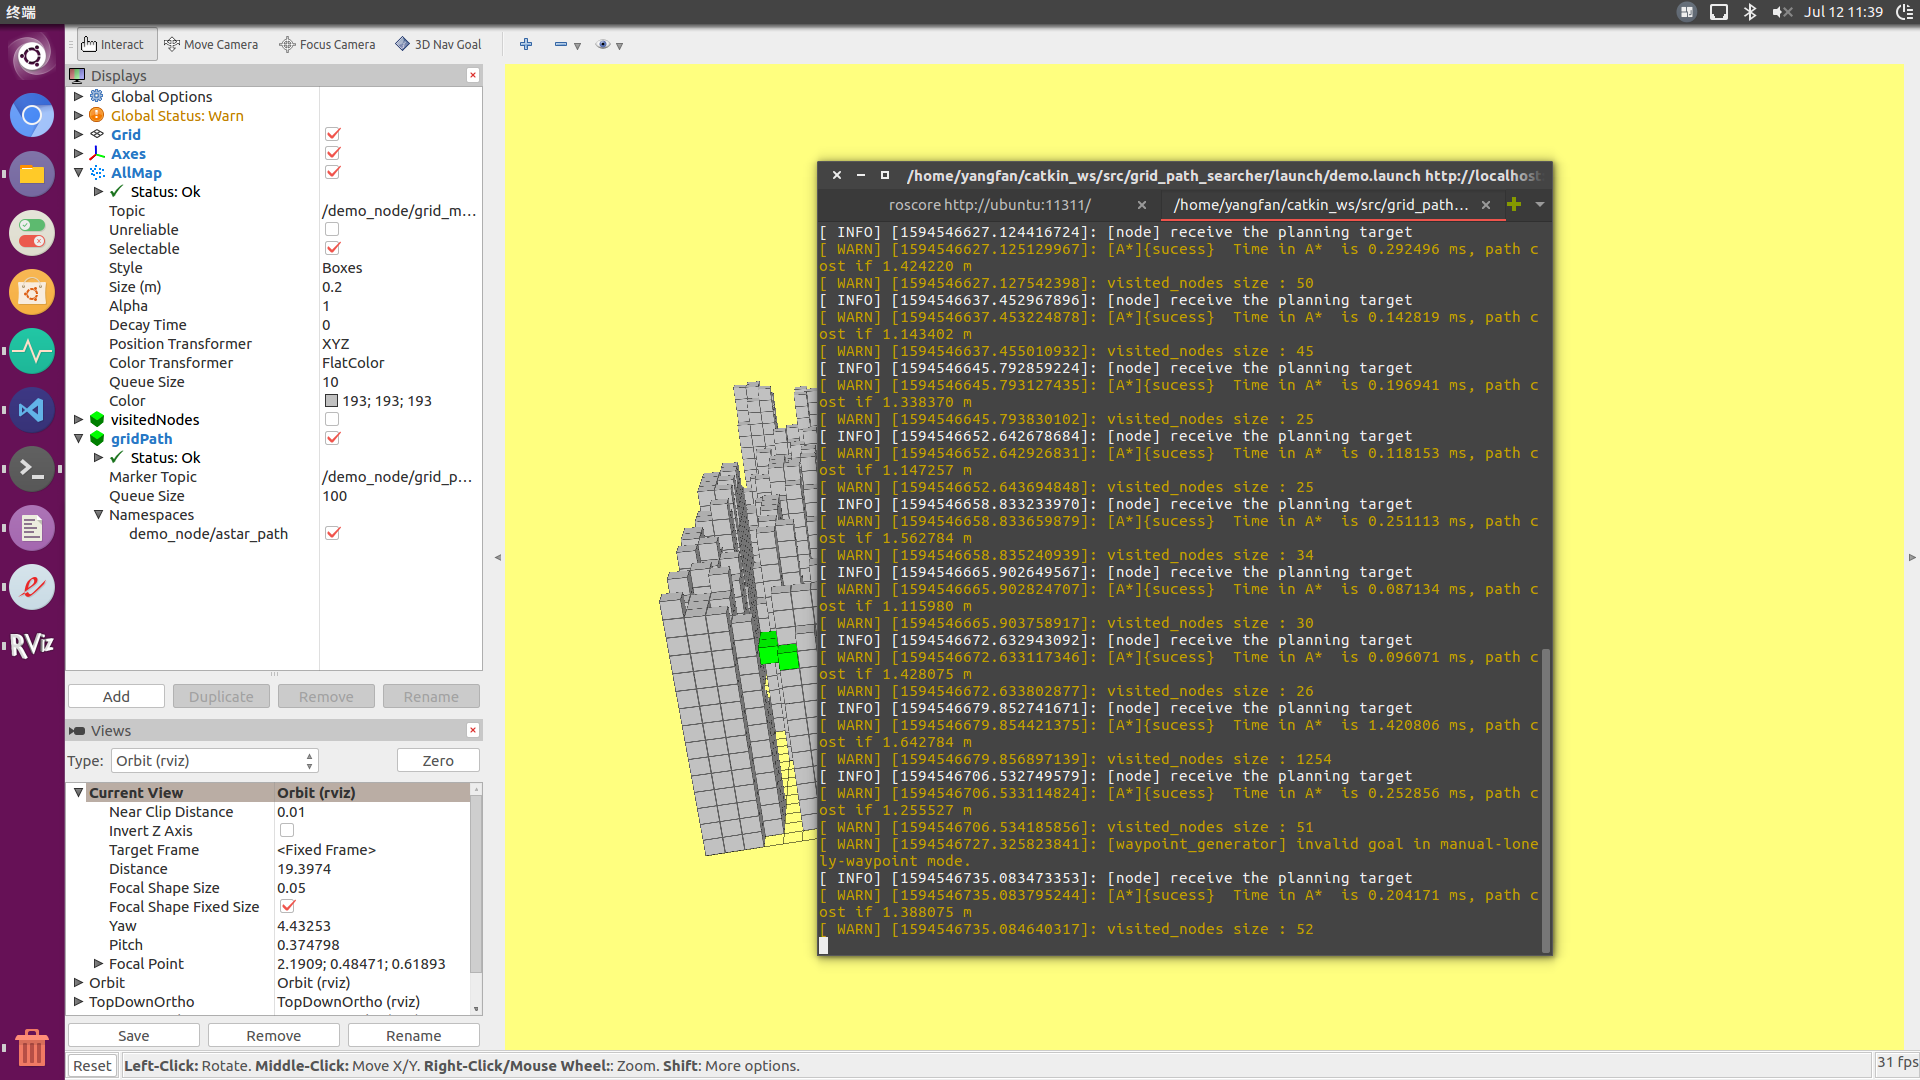 终端
Jul 12 11:39
Interact
Move Camera
Focus Camera
3D Nav Goal
Displays
Global Options
Global Status: Warn
Grid
Axes
AllMap
Status: Ok
Topic /demo_node/grid_m...
Unreliable
Selectable
Style Boxes
Size (m) 0.2
Alpha 1
Decay Time 0
Position Transformer XYZ
Color Transformer FlatColor
Queue Size 10
Color 193; 193; 193
visitedNodes
gridPath
Status: Ok
Marker Topic /demo_node/grid_p...
Queue Size 100
Namespaces
demo_node/astar_path
Add
Duplicate
Remove
Rename
Views
Type: Orbit (rviz)
Zero
Current View Orbit (rviz)
Near Clip Distance 0.01
Invert Z Axis
Target Frame <Fixed Frame>
Distance 19.3974
Focal Shape Size 0.05
Focal Shape Fixed Size
Yaw 4.43253
Pitch 0.374798
Focal Point 2.1909; 0.48471; 0.61893
Orbit Orbit (rviz)
TopDownOrtho TopDownOrtho (rviz)
Save
Remove
Rename
Reset
Left-Click: Rotate. Middle-Click: Move X/Y. Right-Click/Mouse Wheel:: Zoom. Shift: More options.
31 fps
RViz
/home/yangfan/catkin_ws/src/grid_path_searcher/launch/demo.launch http://localhost:
roscore http://ubuntu:11311/
/home/yangfan/catkin_ws/src/grid_path...
[ INFO] [1594546627.124416724]: [node] receive the planning target
[ WARN] [1594546627.125129967]: [A*]{sucess}  Time in A*  is 0.292496 ms, path c
ost if 1.424220 m
[ WARN] [1594546627.127542398]: visited_nodes size : 50
[ INFO] [1594546637.452967896]: [node] receive the planning target
[ WARN] [1594546637.453224878]: [A*]{sucess}  Time in A*  is 0.142819 ms, path c
ost if 1.143402 m
[ WARN] [1594546637.455010932]: visited_nodes size : 45
[ INFO] [1594546645.792859224]: [node] receive the planning target
[ WARN] [1594546645.793127435]: [A*]{sucess}  Time in A*  is 0.196941 ms, path c
ost if 1.338370 m
[ WARN] [1594546645.793830102]: visited_nodes size : 25
[ INFO] [1594546652.642678684]: [node] receive the planning target
[ WARN] [1594546652.642926831]: [A*]{sucess}  Time in A*  is 0.118153 ms, path c
ost if 1.147257 m
[ WARN] [1594546652.643694848]: visited_nodes size : 25
[ INFO] [1594546658.833233970]: [node] receive the planning target
[ WARN] [1594546658.833659879]: [A*]{sucess}  Time in A*  is 0.251113 ms, path c
ost if 1.562784 m
[ WARN] [1594546658.835240939]: visited_nodes size : 34
[ INFO] [1594546665.902649567]: [node] receive the planning target
[ WARN] [1594546665.902824707]: [A*]{sucess}  Time in A*  is 0.087134 ms, path c
ost if 1.115980 m
[ WARN] [1594546665.903758917]: visited_nodes size : 30
[ INFO] [1594546672.632943092]: [node] receive the planning target
[ WARN] [1594546672.633117346]: [A*]{sucess}  Time in A*  is 0.096071 ms, path c
ost if 1.428075 m
[ WARN] [1594546672.633802877]: visited_nodes size : 26
[ INFO] [1594546679.852741671]: [node] receive the planning target
[ WARN] [1594546679.854421375]: [A*]{sucess}  Time in A*  is 1.420806 ms, path c
ost if 1.642784 m
[ WARN] [1594546679.856897139]: visited_nodes size : 1254
[ INFO] [1594546706.532749579]: [node] receive the planning target
[ WARN] [1594546706.533114824]: [A*]{sucess}  Time in A*  is 0.252856 ms, path c
ost if 1.255527 m
[ WARN] [1594546706.534185856]: visited_nodes size : 51
[ WARN] [1594546727.325823841]: [waypoint_generator] invalid goal in manual-lone
ly-waypoint mode.
[ INFO] [1594546735.083473353]: [node] receive the planning target
[ WARN] [1594546735.083795244]: [A*]{sucess}  Time in A*  is 0.204171 ms, path c
ost if 1.388075 m
[ WARN] [1594546735.084640317]: visited_nodes size : 52